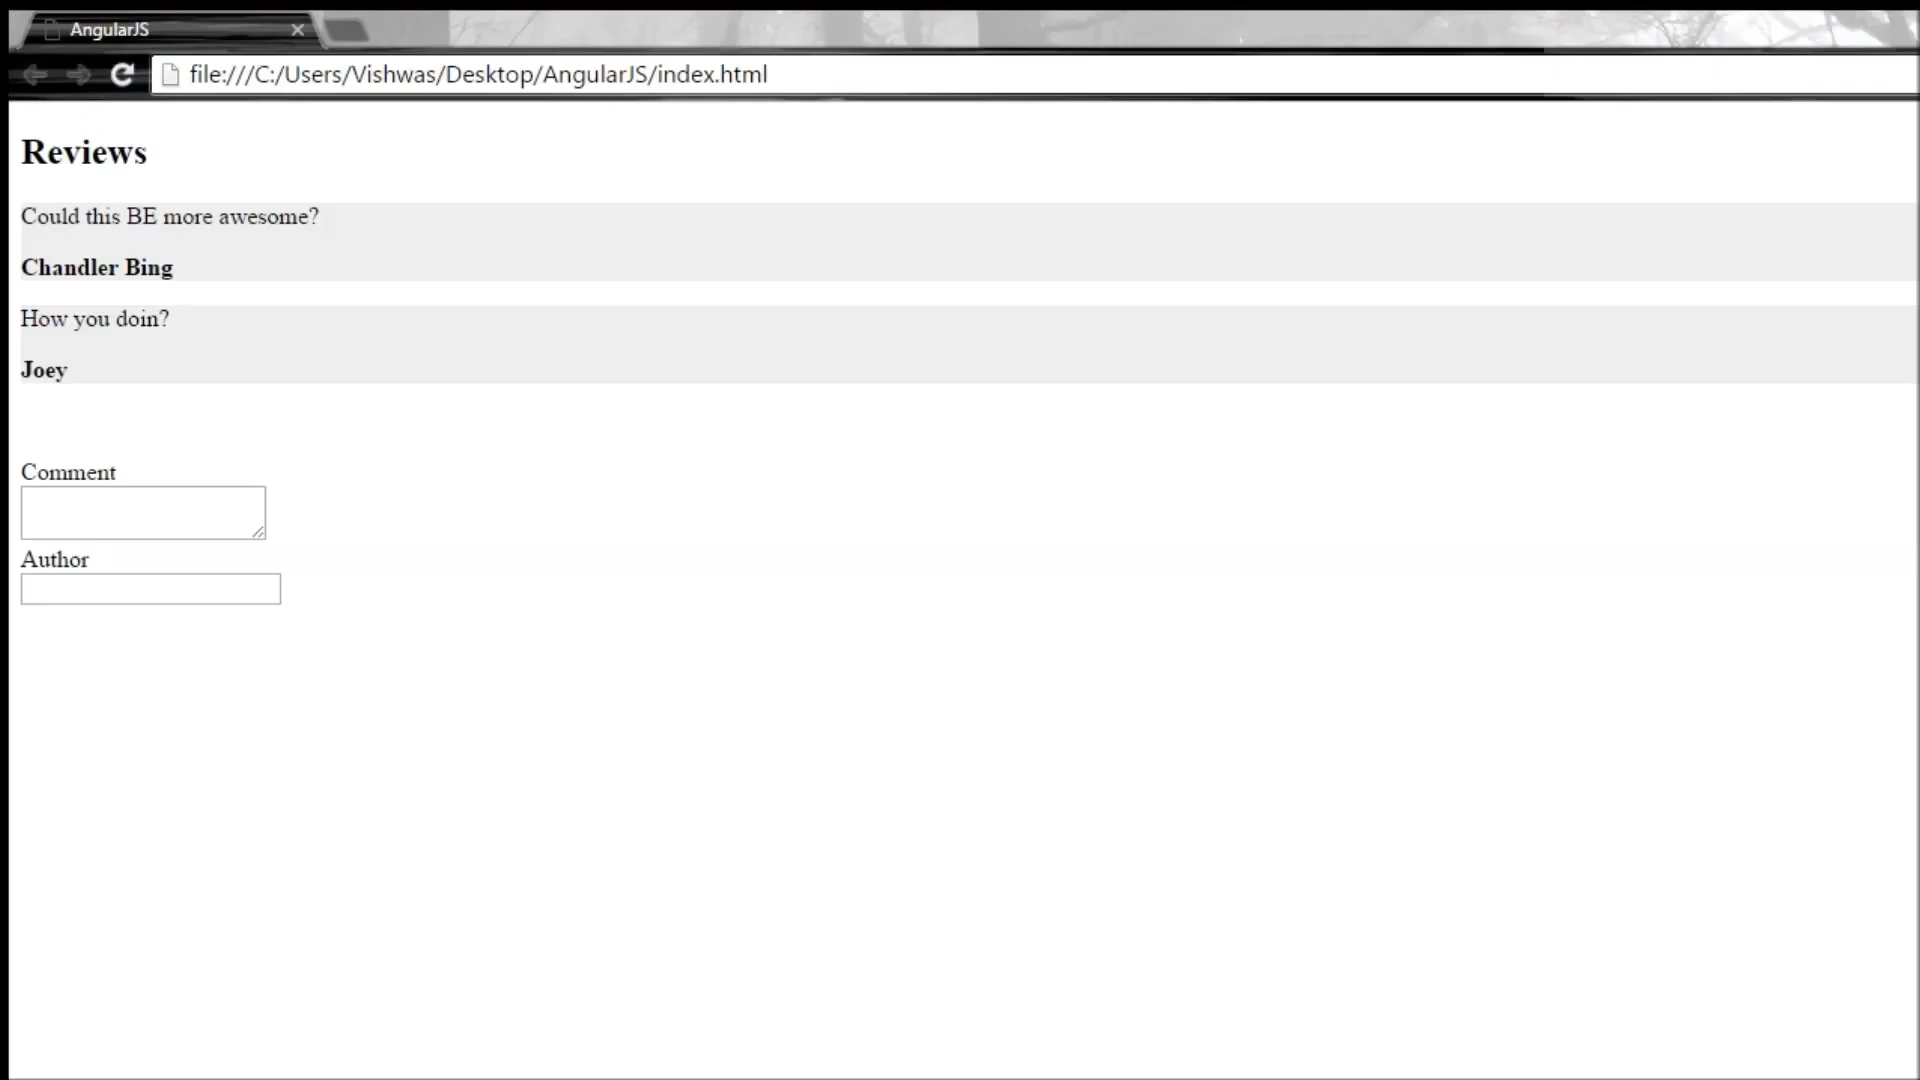 AngularJS
file:///C:/Users/Vishwas/Desktop/AngularJS/index.html
Reviews
Could this BE more awesome?
Chandler Bing
How you doin?
Joey
Comment
Author